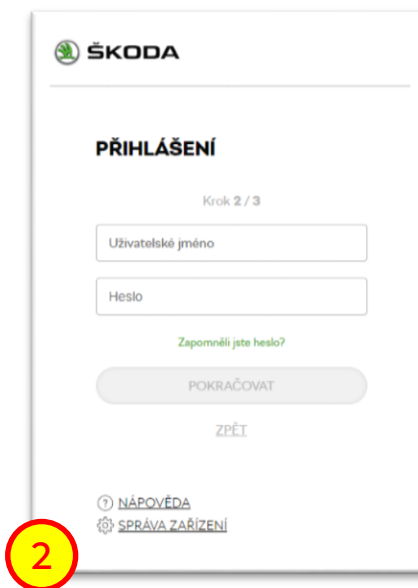 ŠKODA
PŘIHLÁŠENÍ
Krok 2 / 3
Uživatelské jméno
Heslo
Zapomněli jste heslo?
POKRAČOVAT
ZPĚT
? NÁPOVĚDA
SPRÁVA ZAŘÍZENÍ
2